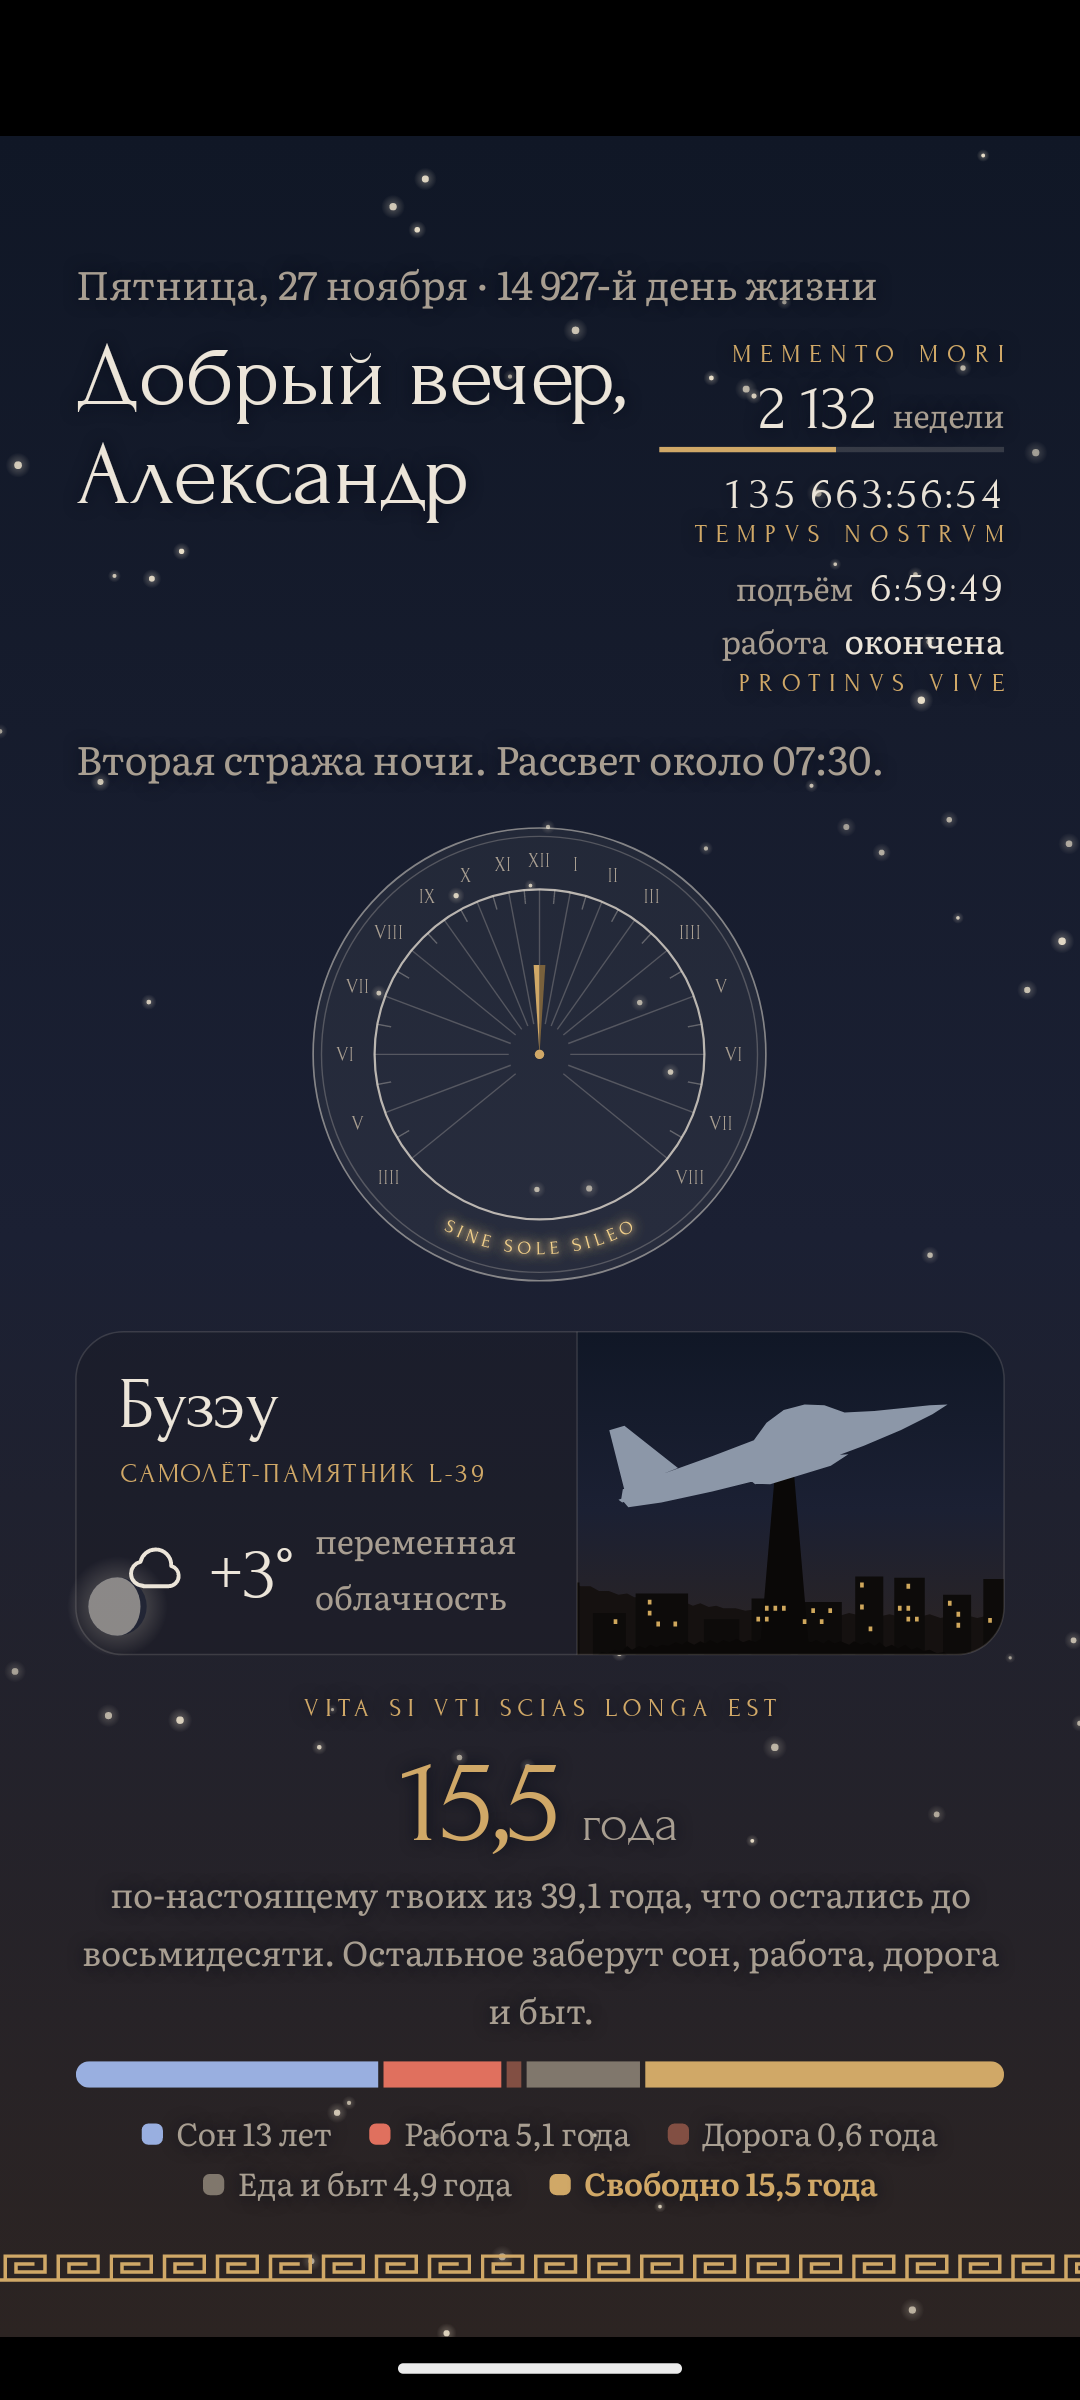 Пятница, 27 ноября · 14 927-й день жизни
Добрый вечер,
Александр
MEMENTO MORI
2 132 недели
135 663:56:54
TEMPVS NOSTRVM
подъём 6:59:49
работа окончена
PROTINVS VIVE
Вторая стража ночи. Рассвет около 07:30.
XII
XI
I
X
II
IX
III
VIII
IIII
VII
V
VI
VI
V
VII
IIII
VIII
SINE SOLE SILEO
Бузэу
САМОЛЁТ-ПАМЯТНИК L-39
+3° переменная
облачность
VITA SI VTI SCIAS LONGA EST
15,5 года
по-настоящему твоих из 39,1 года, что остались до
восьмидесяти. Остальное заберут сон, работа, дорога
и быт.
Сон 13 лет Работа 5,1 года Дорога 0,6 года
Еда и быт 4,9 года Свободно 15,5 года